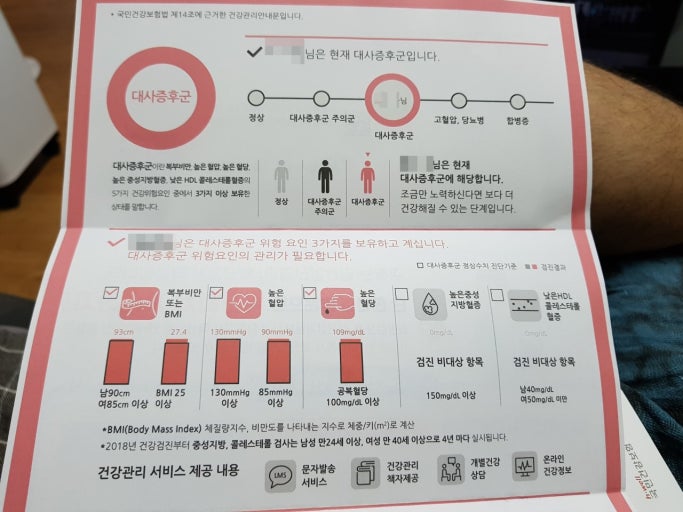 * 국민건강보험법 제14조에 근거한 건강관리안내문입니다.
님은 현재 대사증후군입니다.
대사증후군
님
정상
대사증후군 주의군
대사증후군
고혈압, 당뇨병
합병증
대사증후군이란 복부비만, 높은 혈압, 높은 혈당,
높은 중성지방혈증, 낮은 HDL 콜레스테롤혈증의
5가지 건강위험요인 중에서 3가지 이상 보유한
상태를 말합니다.
정상
대사증후군
주의군
대사증후군
님은 현재
대사증후군에 해당합니다.
조금만 노력하신다면 보다 더
건강해질 수 있는 단계입니다.
님은 대사증후군 위험 요인 3가지를 보유하고 계십니다.
대사증후군 위험요인의 관리가 필요합니다.
대사증후군 정상수치 진단기준
검진결과
복부비만
또는
BMI
높은
혈압
높은
혈당
높은중성
지방혈증
낮은HDL
콜레스테롤
혈증
93cm
27.4
130mmHg
90mmHg
109mg/dL
0mg/dL
0mg/dL
검진 비대상 항목
검진 비대상 항목
남90cm
여85cm 이상
BMI 25
이상
130mmHg
이상
85mmHg
이상
공복혈당
100mg/dL 이상
150mg/dL 이상
남40mg/dL
여50mg/dL 미만
*BMI(Body Mass Index) 체질량지수, 비만도를 나타내는 지수로 체중/키(m²)로 계산
*2018년 건강검진부터 중성지방, 콜레스테롤 검사는 남성 만24세 이상, 여성 만 40세 이상으로 4년 마다 실시됩니다.
건강관리 서비스 제공 내용
LMS
문자발송
서비스
건강관리
책자제공
개별건강
상담
온라인
건강정보